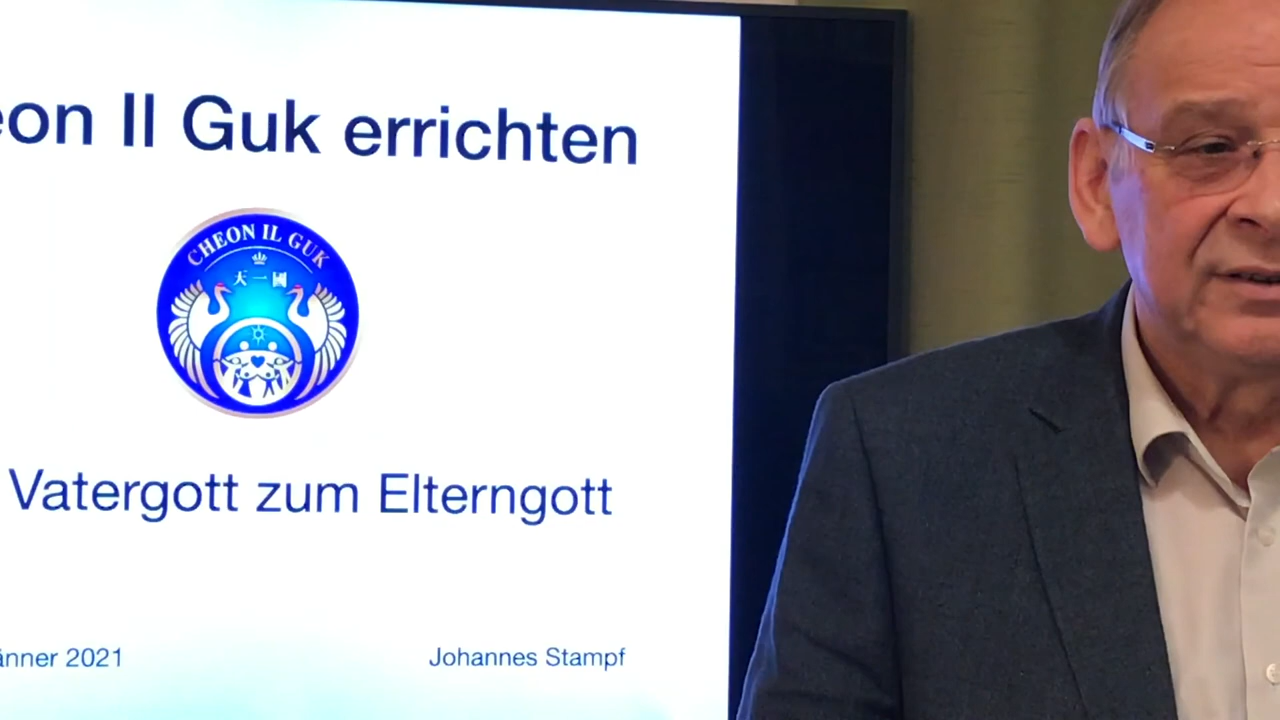 eon Il Guk errichten
CHEON IL GUK
天一國
Vatergott zum Elterngott
änner 2021
Johannes Stampf